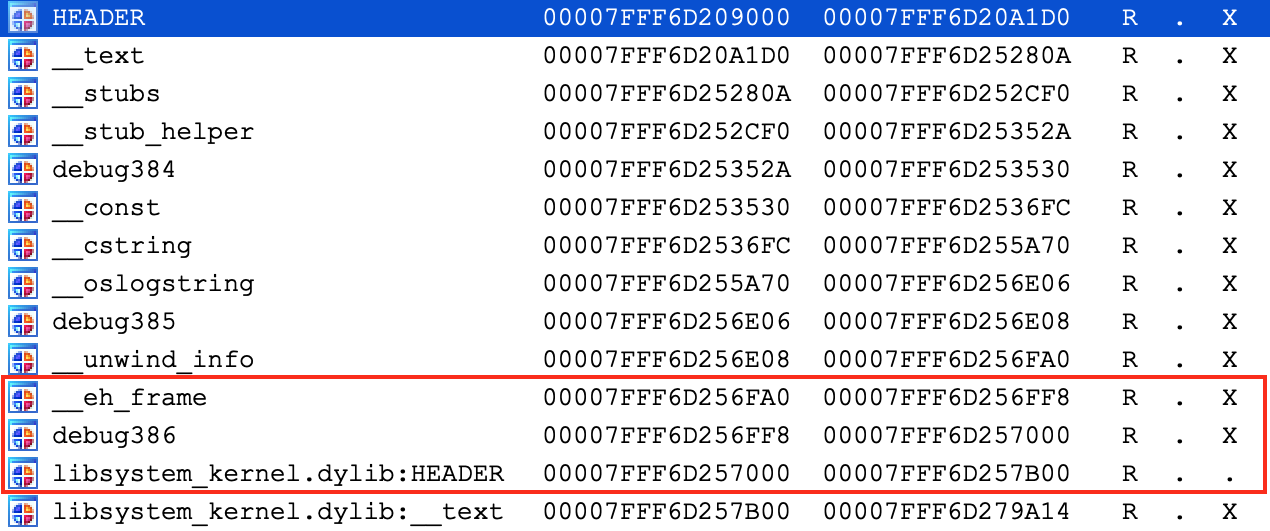 HEADER 00007FFF6D209000 00007FFF6D20A1D0 R . X
__text 00007FFF6D20A1D0 00007FFF6D25280A R . X
__stubs 00007FFF6D25280A 00007FFF6D252CF0 R . X
__stub_helper 00007FFF6D252CF0 00007FFF6D25352A R . X
debug384 00007FFF6D25352A 00007FFF6D253530 R . X
__const 00007FFF6D253530 00007FFF6D2536FC R . X
__cstring 00007FFF6D2536FC 00007FFF6D255A70 R . X
__oslogstring 00007FFF6D255A70 00007FFF6D256E06 R . X
debug385 00007FFF6D256E06 00007FFF6D256E08 R . X
__unwind_info 00007FFF6D256E08 00007FFF6D256FA0 R . X
__eh_frame 00007FFF6D256FA0 00007FFF6D256FF8 R . X
debug386 00007FFF6D256FF8 00007FFF6D257000 R . X
libsystem_kernel.dylib:HEADER 00007FFF6D257000 00007FFF6D257B00 R . .
libsystem_kernel.dylib:__text 00007FFF6D257B00 00007FFF6D279A14 R . X